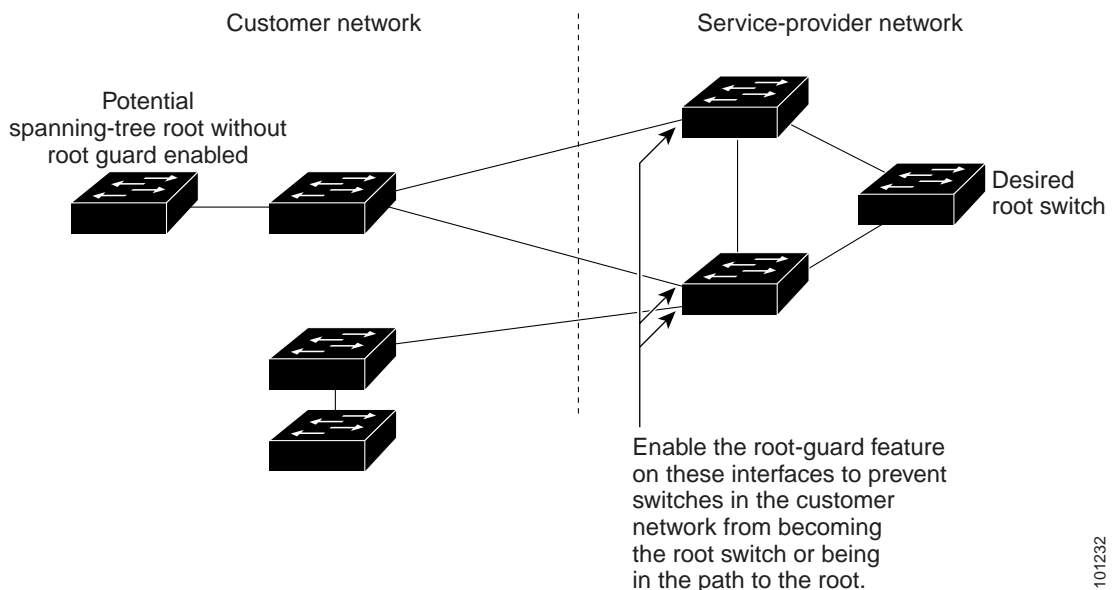 Customer network
Service-provider network
Potential
spanning-tree root without
root guard enabled
Desired
root switch
Enable the root-guard feature
on these interfaces to prevent
switches in the customer
network from becoming
the root switch or being
in the path to the root.
101232